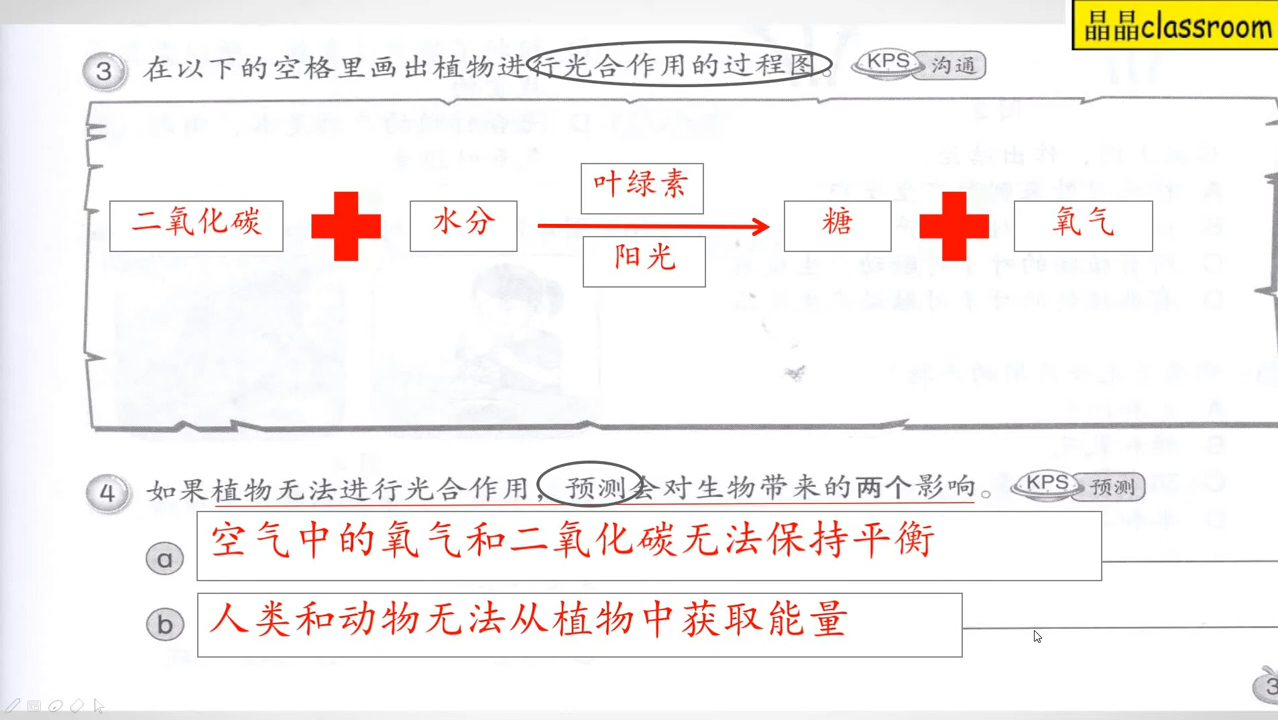 晶晶classroom
3 在以下的空格里画出植物进行光合作用的过程图。 KPS 沟通
叶绿素
二氧化碳 水分 糖 氧气
阳光
4 如果植物无法进行光合作用，预测会对生物带来的两个影响。 KPS 预测
a 空气中的氧气和二氧化碳无法保持平衡
b 人类和动物无法从植物中获取能量
3